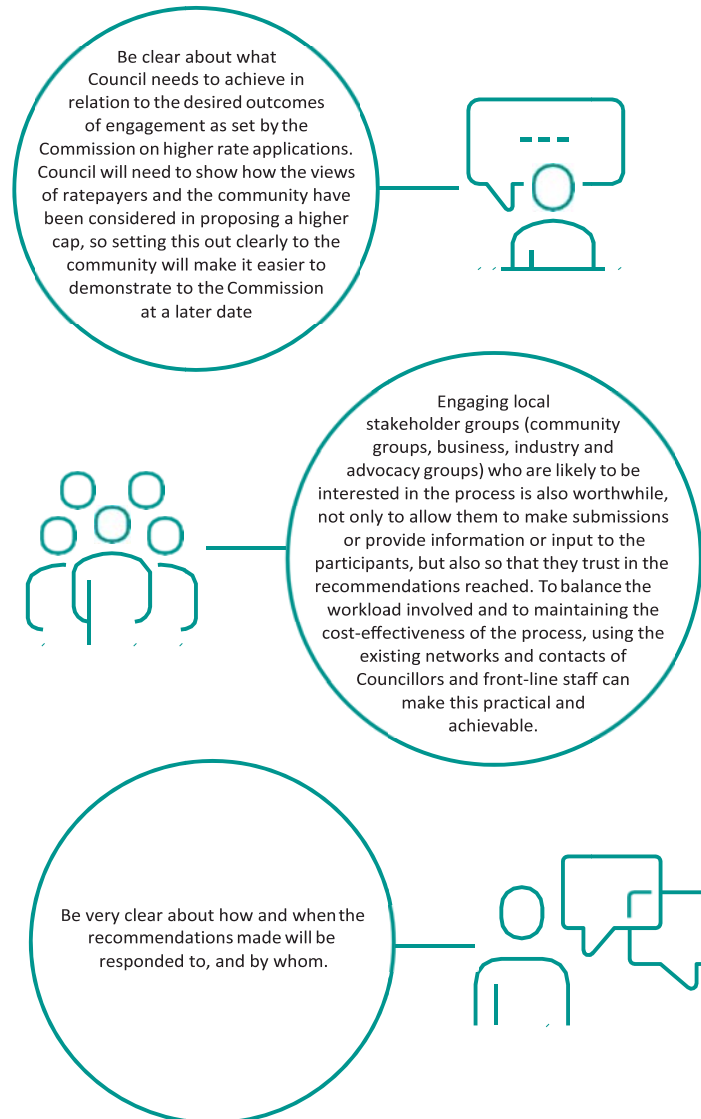 Be clear about what
Council needs to achieve in
relation to the desired outcomes
of engagement as set by the
Commission on higher rate applications.
Council will need to show how the views
of ratepayers and the community have
been considered in proposing a higher
cap, so setting this out clearly to the
community will make it easier to
demonstrate to the Commission
at a later date
Engaging local
stakeholder groups (community
groups, business, industry and
advocacy groups) who are likely to be
interested in the process is also worthwhile,
not only to allow them to make submissions
or provide information or input to the
participants, but also so that they trust in the
recommendations reached. To balance the
workload involved and to maintaining the
cost-effectiveness of the process, using the
existing networks and contacts of
Councillors and front-line staff can
make this practical and
achievable.
Be very clear about how and when the
recommendations made will be
responded to, and by whom.